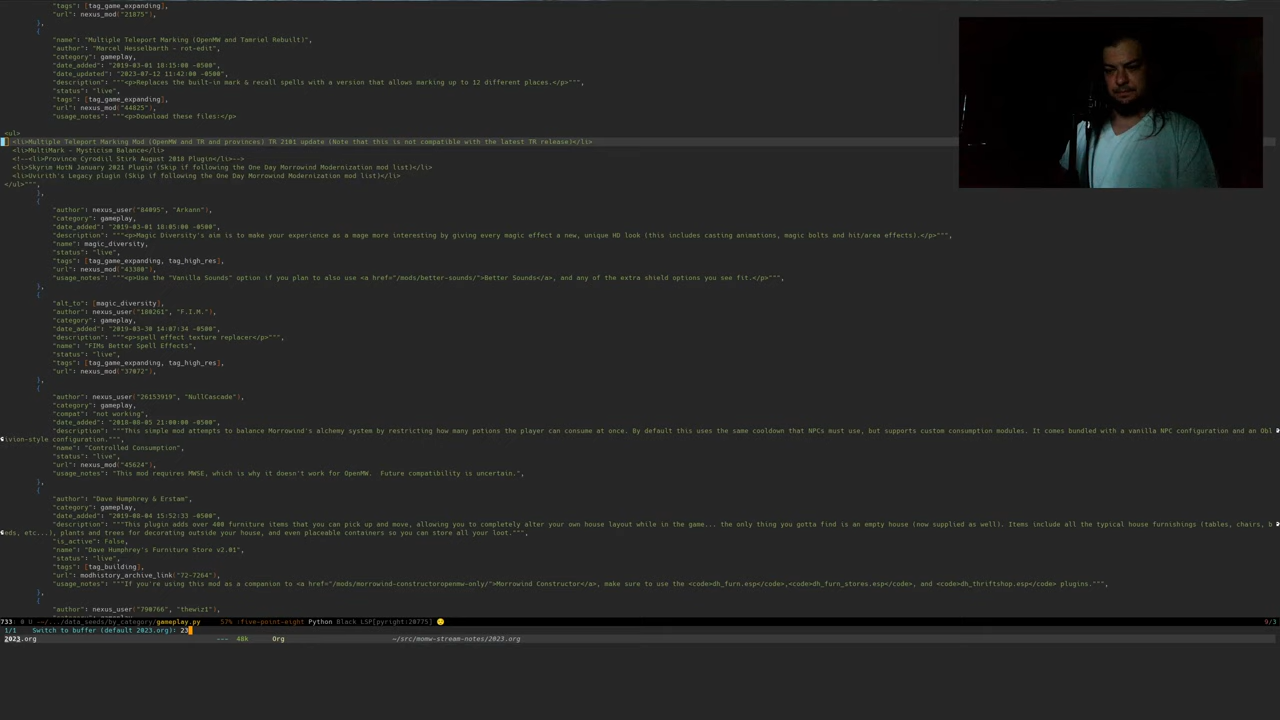 "tags": [tag_game_expanding],
"url": nexus_mod("21875"),
},
{
"name": "Multiple Teleport Marking (OpenMW and Tamriel Rebuilt)",
"author": "Marcel Hesselbarth - rot-edit",
"category": gameplay,
"date_added": "2019-03-01 18:15:00 -0500",
"date_updated": "2023-07-12 11:42:00 -0500",
"description": """<p>Replaces the built-in mark & recall spells with a version that allows marking up to 12 different places.</p>""",
"status": "live",
"tags": [tag_game_expanding],
"url": nexus_mod("44825"),
"usage_notes": """<p>Download these files:</p>
<ul>
<li>Multiple Teleport Marking Mod (OpenMW and TR and provinces) TR 2101 update (Note that this is not compatible with the latest TR release)</li>
<li>MultiMark - Mysticism Balance</li>
<!--<li>Province Cyrodiil Stirk August 2018 Plugin</li>-->
<li>Skyrim HotN January 2021 Plugin (Skip if following the One Day Morrowind Modernization mod list)</li>
<li>Uvirith's Legacy plugin (Skip if following the One Day Morrowind Modernization mod list)</li>
</ul>""",
},
{
"author": nexus_user("84095", "Arkann"),
"category": gameplay,
"date_added": "2019-03-01 18:05:00 -0500",
"description": """<p>Magic Diversity's aim is to make your experience as a mage more interesting by giving every magic effect a new, unique HD look (this includes casting animations, magic bolts and hit/area effects).</p>""",
"name": magic_diversity,
"status": "live",
"tags": [tag_game_expanding, tag_high_res],
"url": nexus_mod("43308"),
"usage_notes": """<p>Use the "Vanilla Sounds" option if you plan to also use <a href="/mods/better-sounds/">Better Sounds</a>, and any of the extra shield options you see fit.</p>""",
},
{
"alt_to": [magic_diversity],
"author": nexus_user("180261", "F.I.M."),
"category": gameplay,
"date_added": "2019-03-30 14:07:34 -0500",
"description": """<p>spell effect texture replacer</p>""",
"name": "FIMs Better Spell Effects",
"status": "live",
"tags": [tag_game_expanding, tag_high_res],
"url": nexus_mod("37072"),
},
{
"author": nexus_user("26153919", "NullCascade"),
"category": gameplay,
"compat": "not working",
"date_added": "2018-08-05 21:00:00 -0500",
"description": """This simple mod attempts to balance Morrowind's alchemy system by restricting how many potions the player can consume at once. By default this uses the same cooldown that NPCs must use, but supports custom consumption modules. It comes bundled with a vanilla NPC configuration and an Obl
ivion-style configuration.""",
"name": "Controlled Consumption",
"status": "live",
"url": nexus_mod("45624"),
"usage_notes": "This mod requires MWSE, which is why it doesn't work for OpenMW.  Future compatibility is uncertain.",
},
{
"author": "Dave Humphrey & Erstam",
"category": gameplay,
"date_added": "2019-08-04 15:52:33 -0500",
"description": """This plugin adds over 400 furniture items that you can pick up and move, allowing you to completely alter your own house layout while in the game... the only thing you gotta find is an empty house (now supplied as well). Items include all the typical house furnishings (tables, chairs, b
eds, etc...), plants and trees for decorating outside your house, and even placeable containers so you can store all your loot.""",
"is_active": False,
"name": "Dave Humphrey's Furniture Store v2.01",
"status": "live",
"tags": [tag_building],
"url": modhistory_archive_link("72-7264"),
"usage_notes": """If you're using this mod as a companion to <a href="/mods/morrowind-constructoropenmw-only/">Morrowind Constructor</a>, make sure to use the <code>dh_furn.esp</code>,<code>dh_furn_stores.esp</code>, and <code>dh_thriftshop.esp</code> plugins.""",
},
{
"author": nexus_user("790766", "thewiz1"),
733: 0 U --/.../data_seeds/by_category/gameplay.py 57% :five-point-eight Python Black LSP[pyright:20775] 9/3
1/1 Switch to buffer (default 2023.org): 23
2023.org --- 48k Org ~/src/momw-stream-notes/2023.org